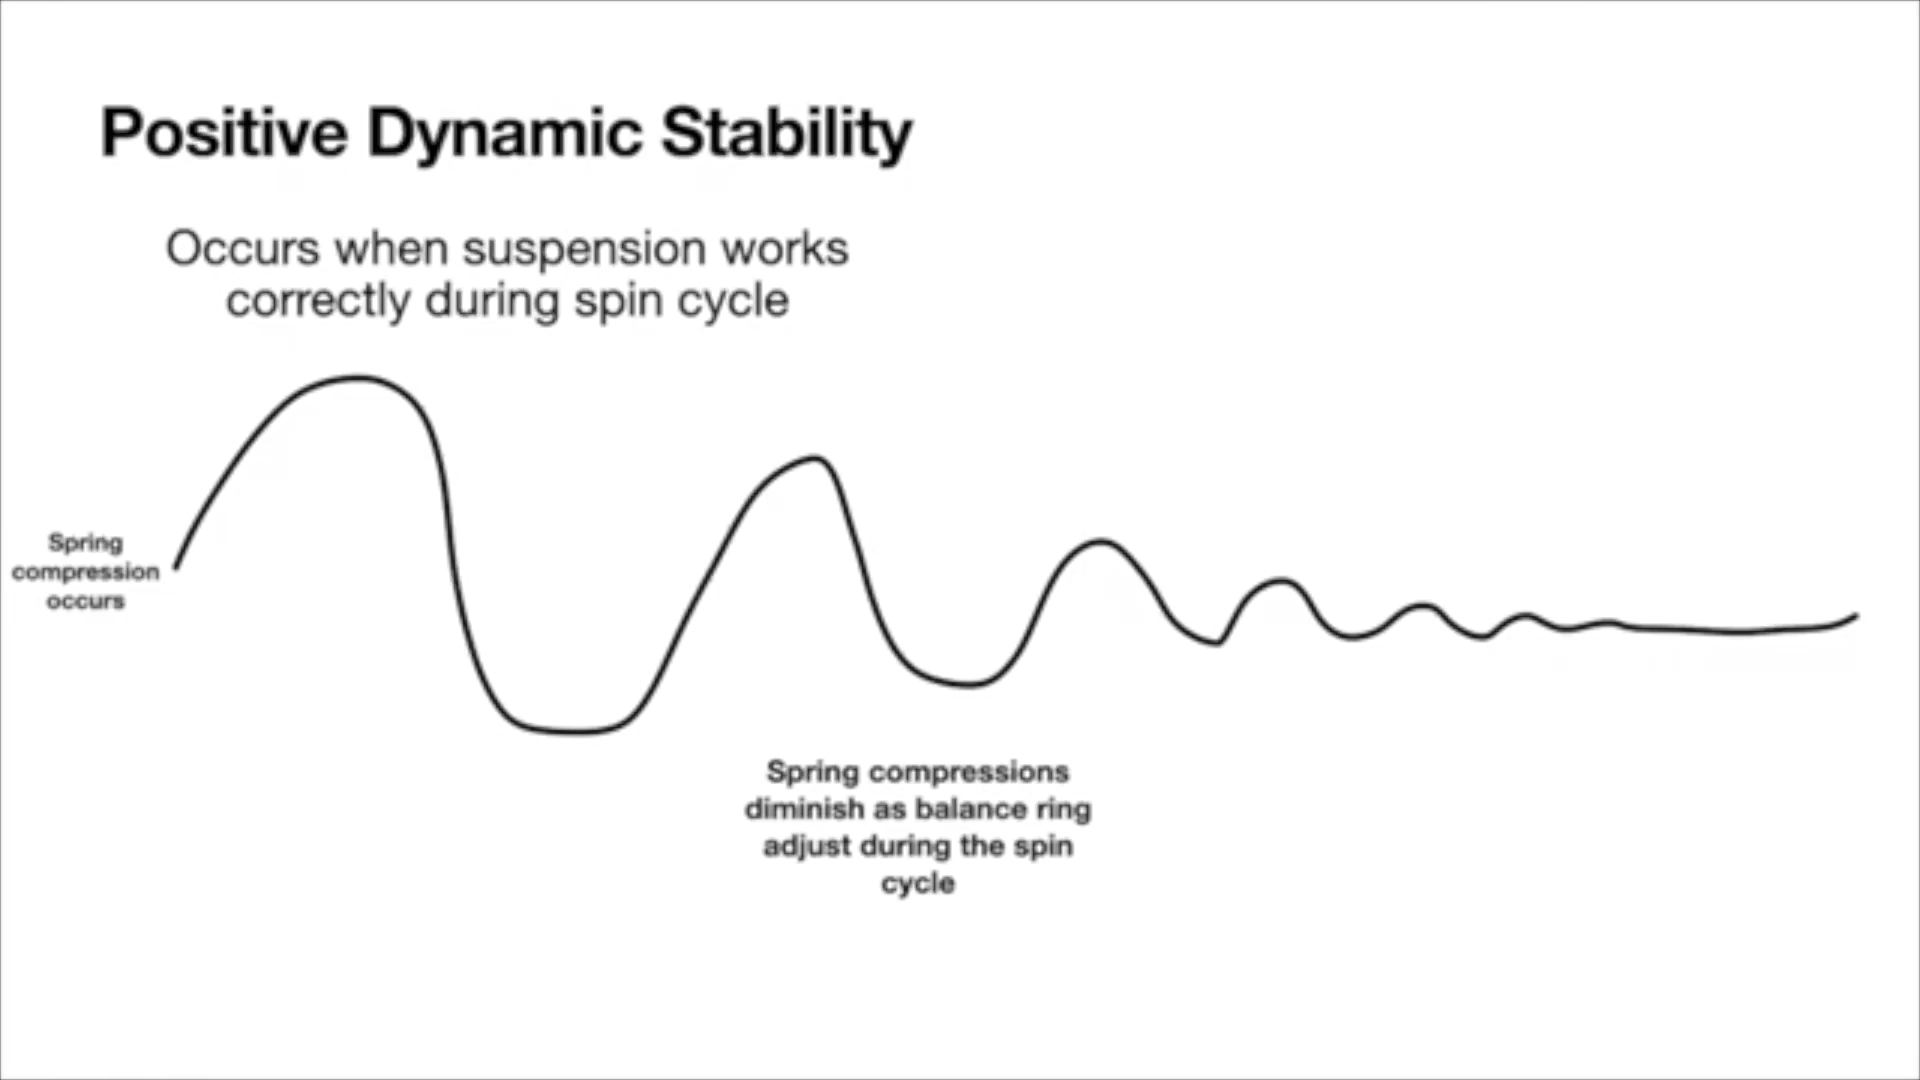 Positive Dynamic Stability
Occurs when suspension works
correctly during spin cycle
Spring
compression
occurs
Spring compressions
diminish as balance ring
adjust during the spin
cycle